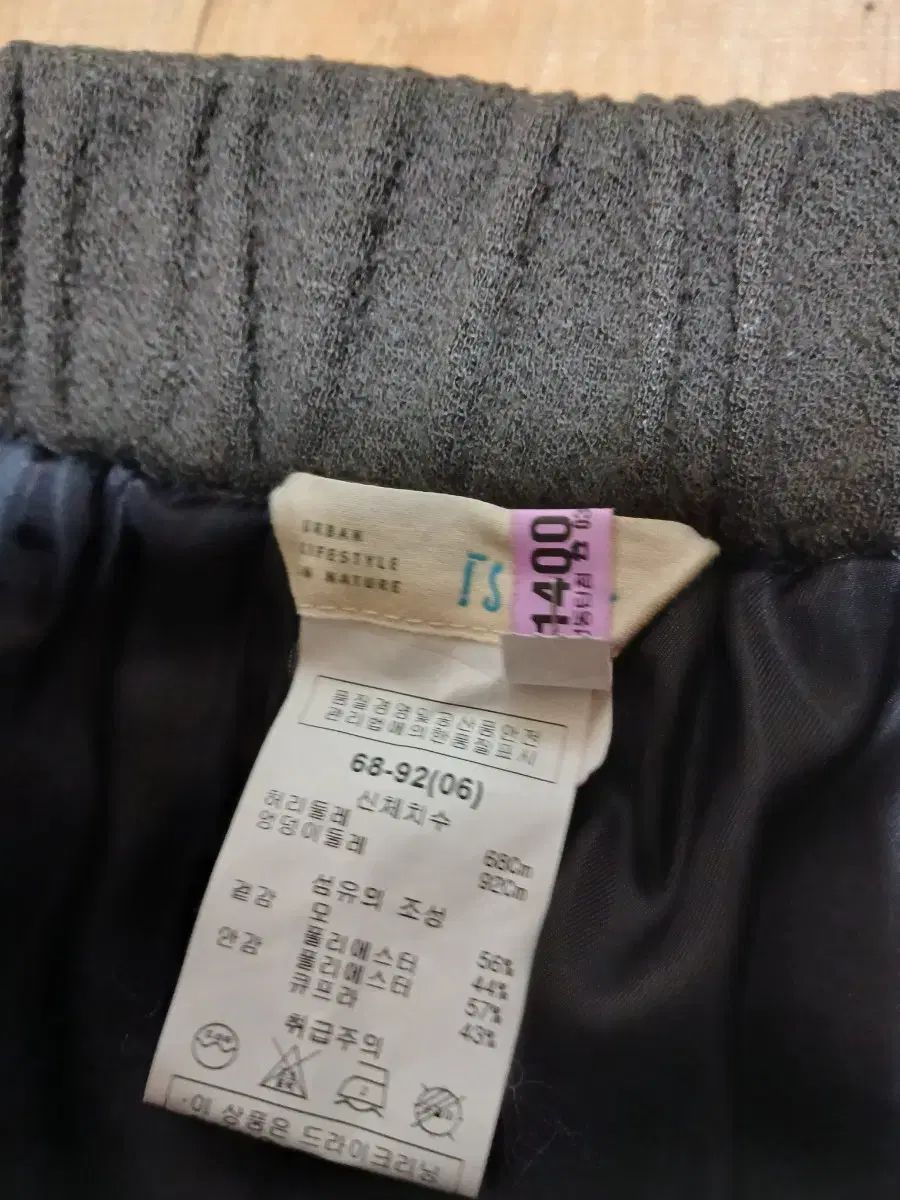 URBAN
LIFESTYLE
IN NATURE
TS
1400
품질경영및공산품안전
관리법에의한품질표시
68-92(06)
신체치수
허리둘레 68Cm
엉덩이둘레 92Cm
섬유의 조성
겉감 모 56%
폴리에스터 44%
안감 폴리에스터 57%
큐프라 43%
취급주의
·이 상품은 드라이크리닝